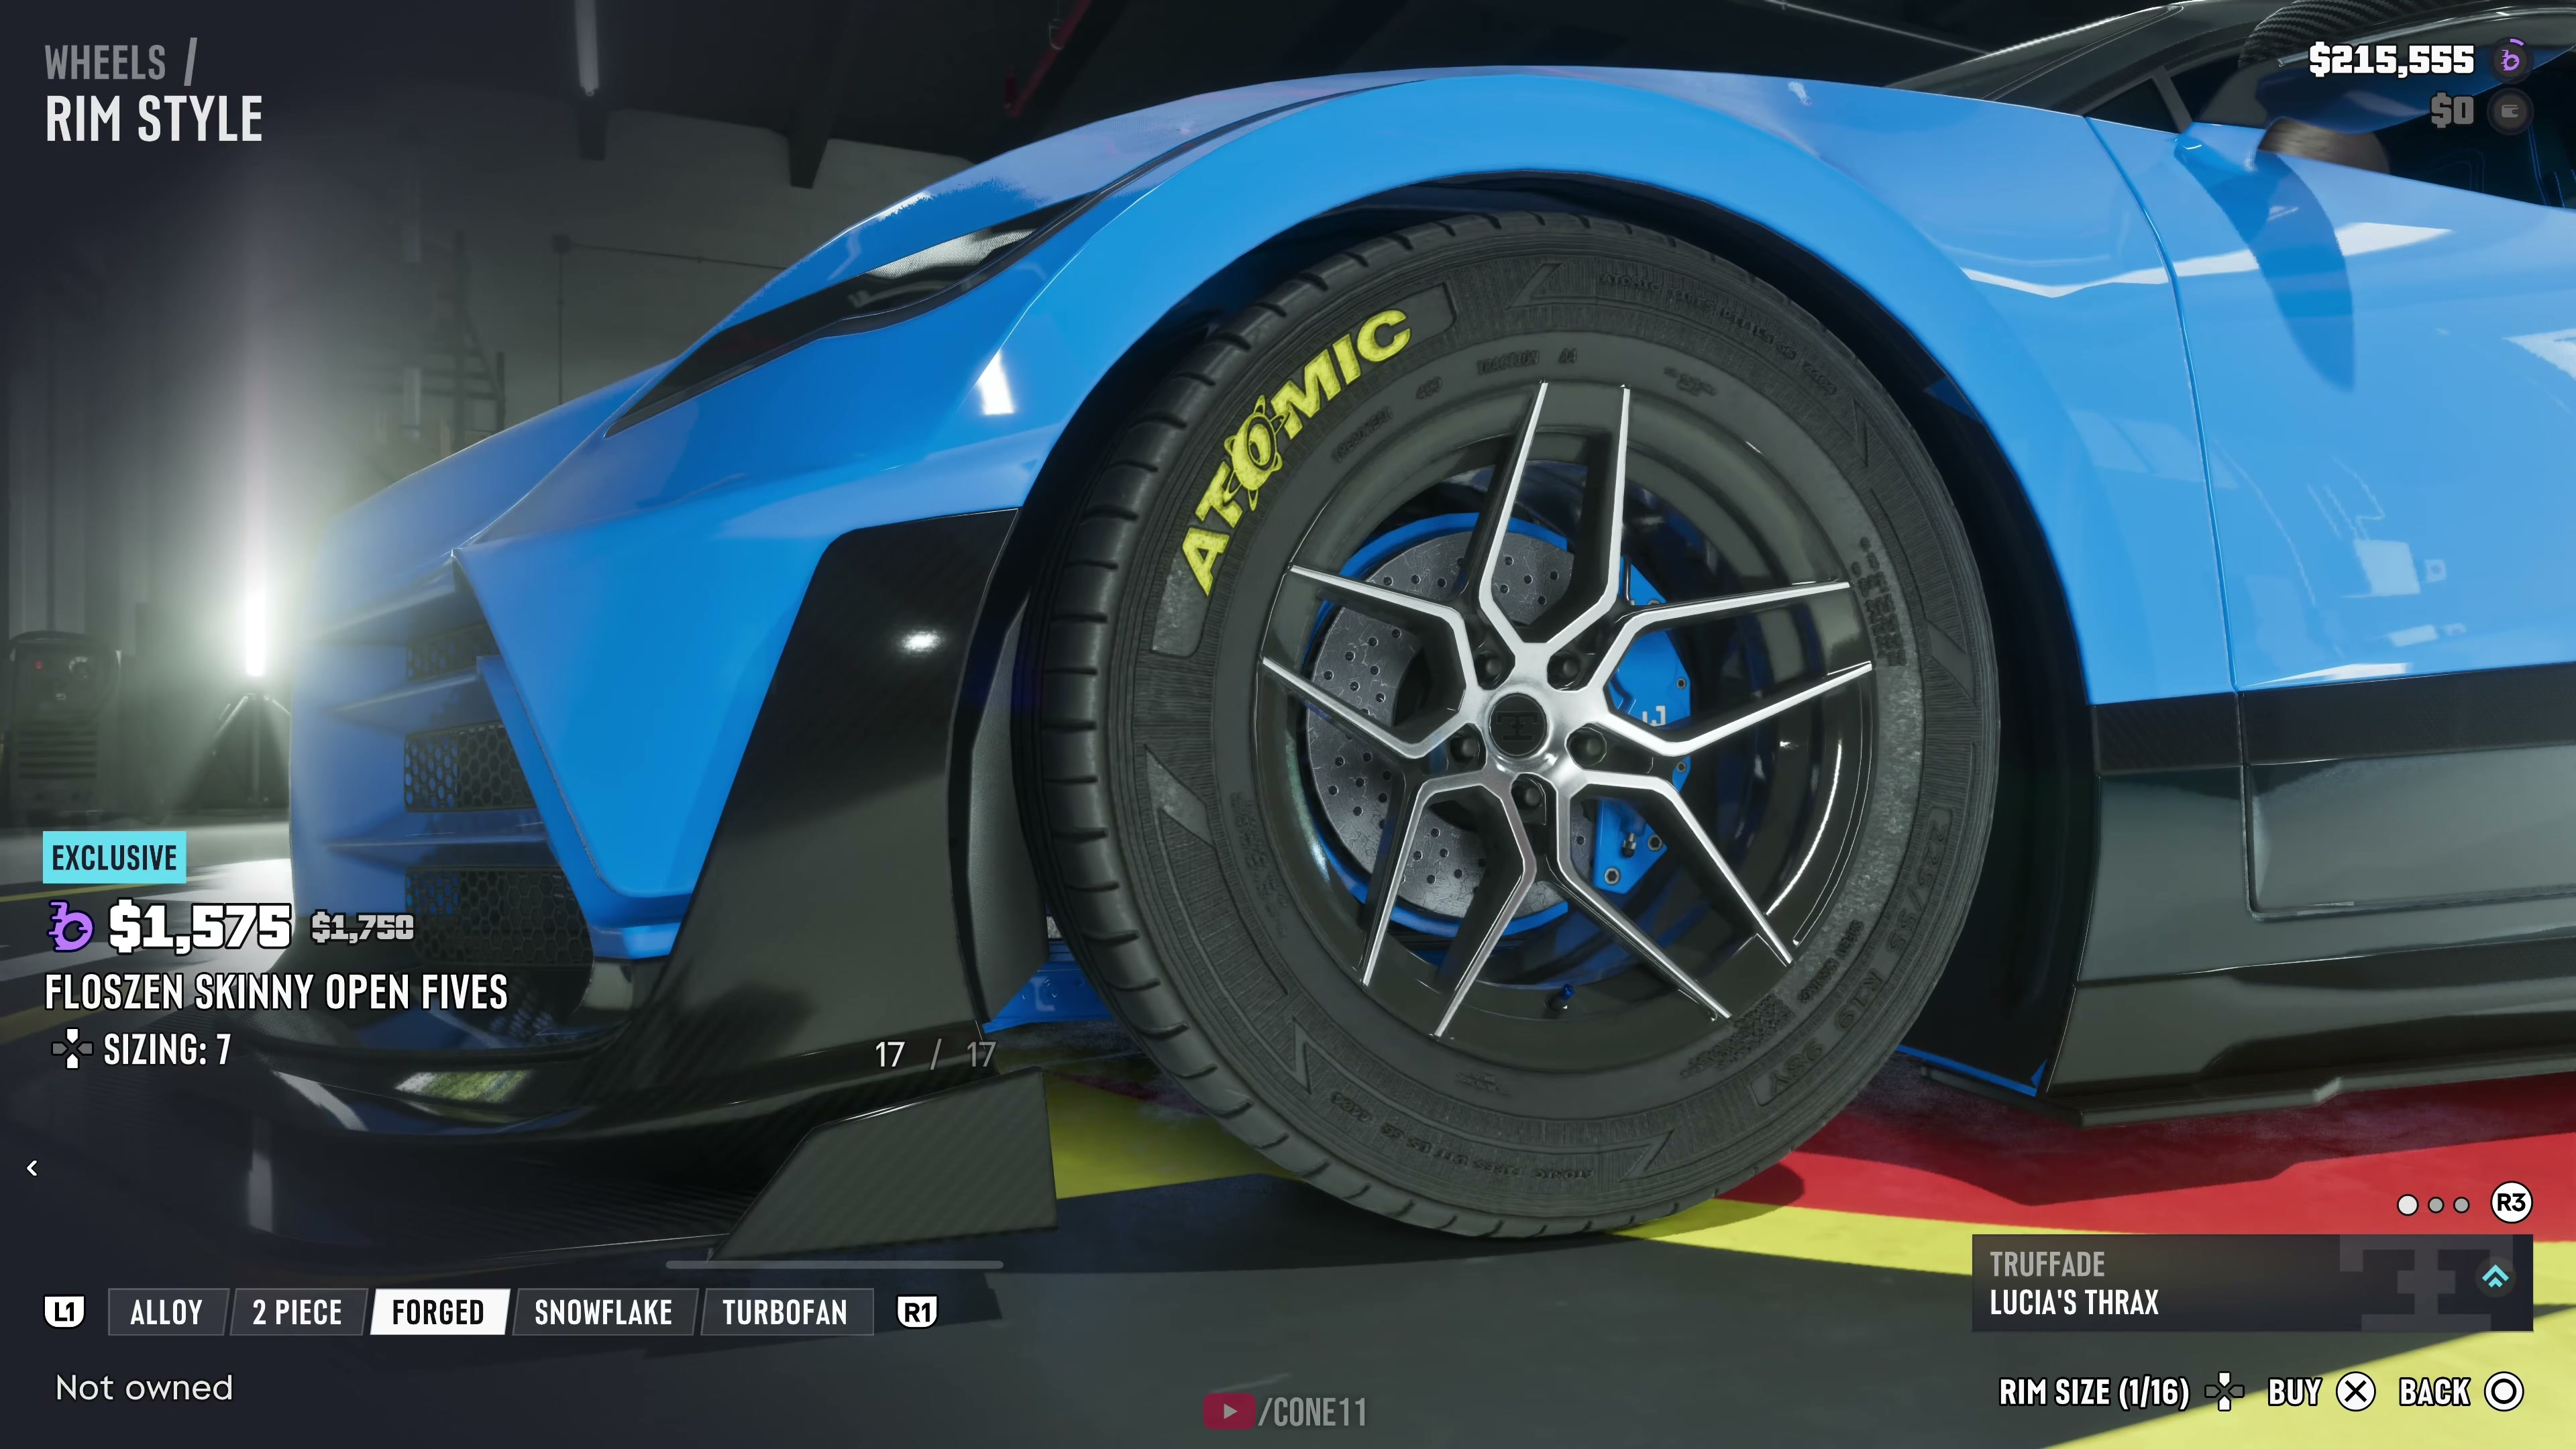 WHEELS /
RIM STYLE
$215,555
$0
ATOMIC
TRACTION
EXCLUSIVE
$1,575 $1,750
FLOSZEN SKINNY OPEN FIVES
SIZING: 7
17 / 17
R3
TRUFFADE
LUCIA'S THRAX
L1 ALLOY 2 PIECE FORGED SNOWFLAKE TURBOFAN R1
Not owned
/CONE11
RIM SIZE (1/16) BUY BACK